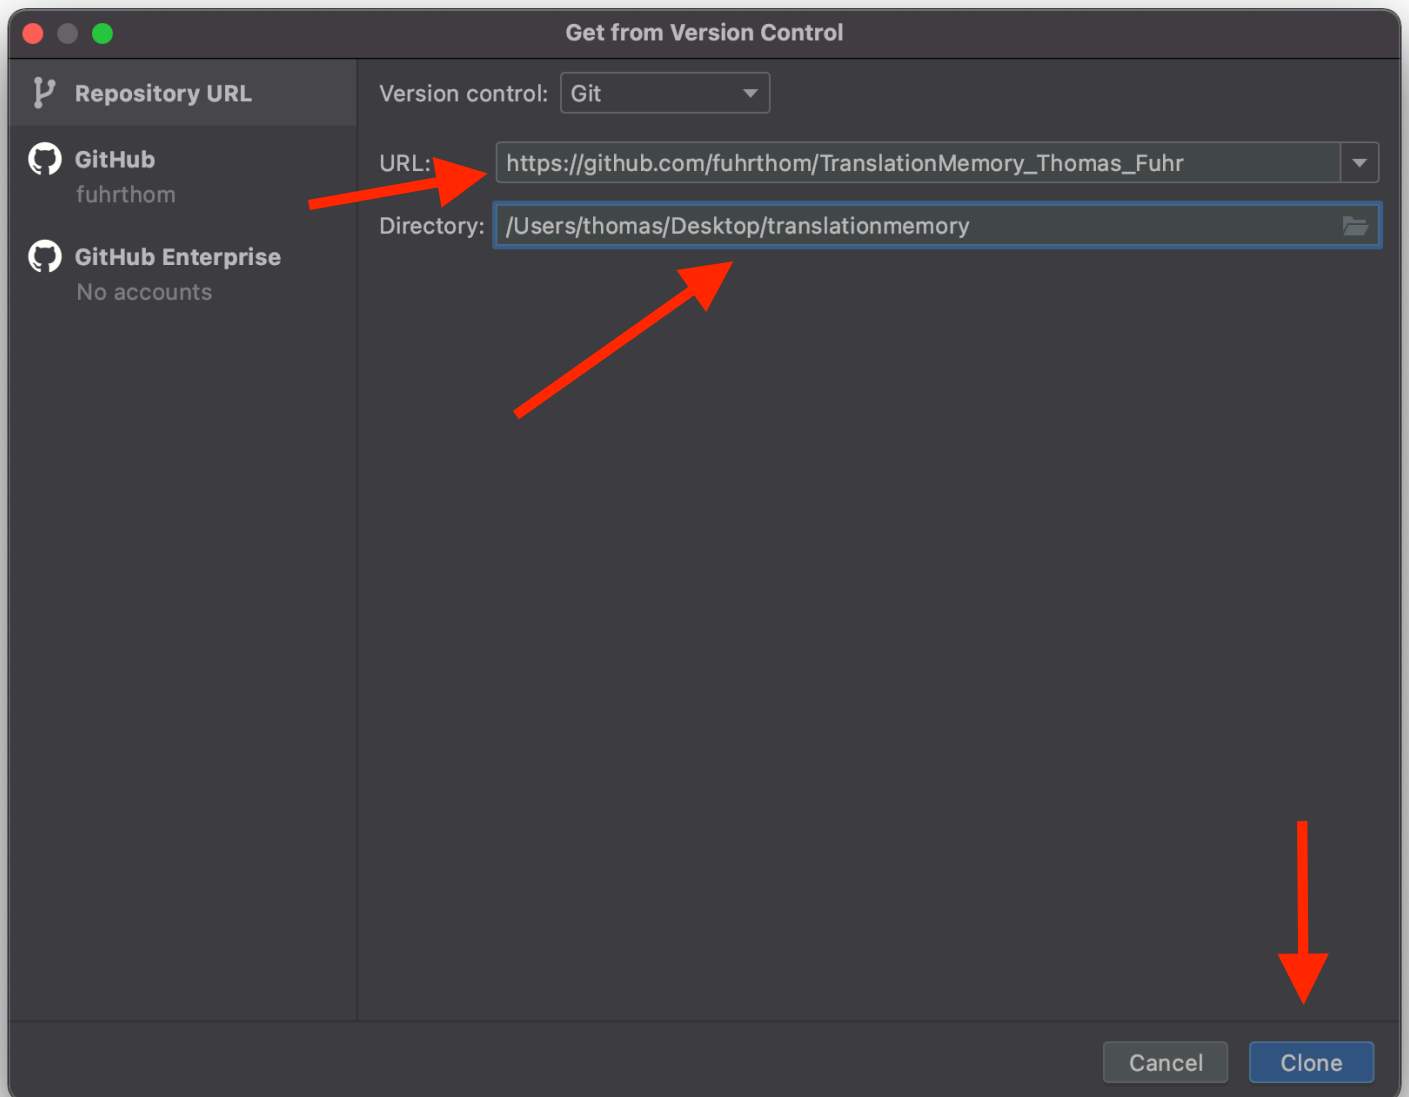 Get from Version Control
Repository URL
GitHub
fuhrthom
GitHub Enterprise
No accounts
Version control: Git
URL: https://github.com/fuhrthom/TranslationMemory_Thomas_Fuhr
Directory: /Users/thomas/Desktop/translationmemory
Cancel Clone